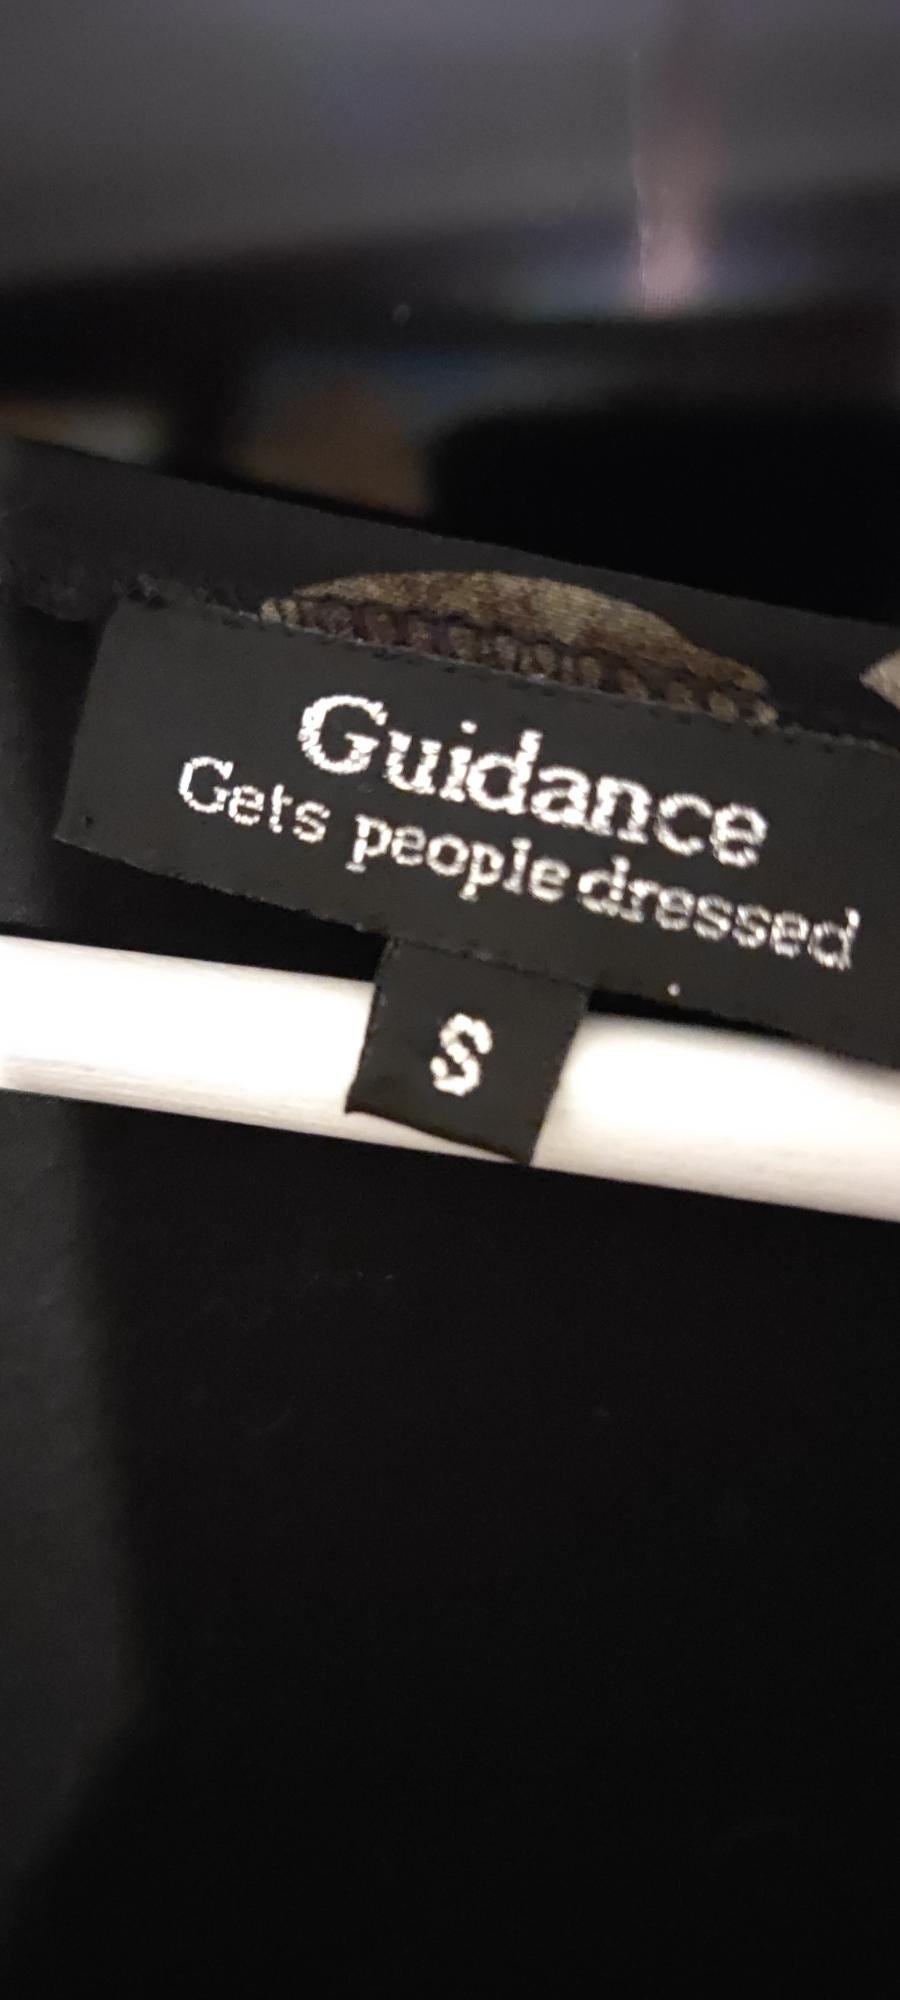 Guidance
Gets people dressed
S